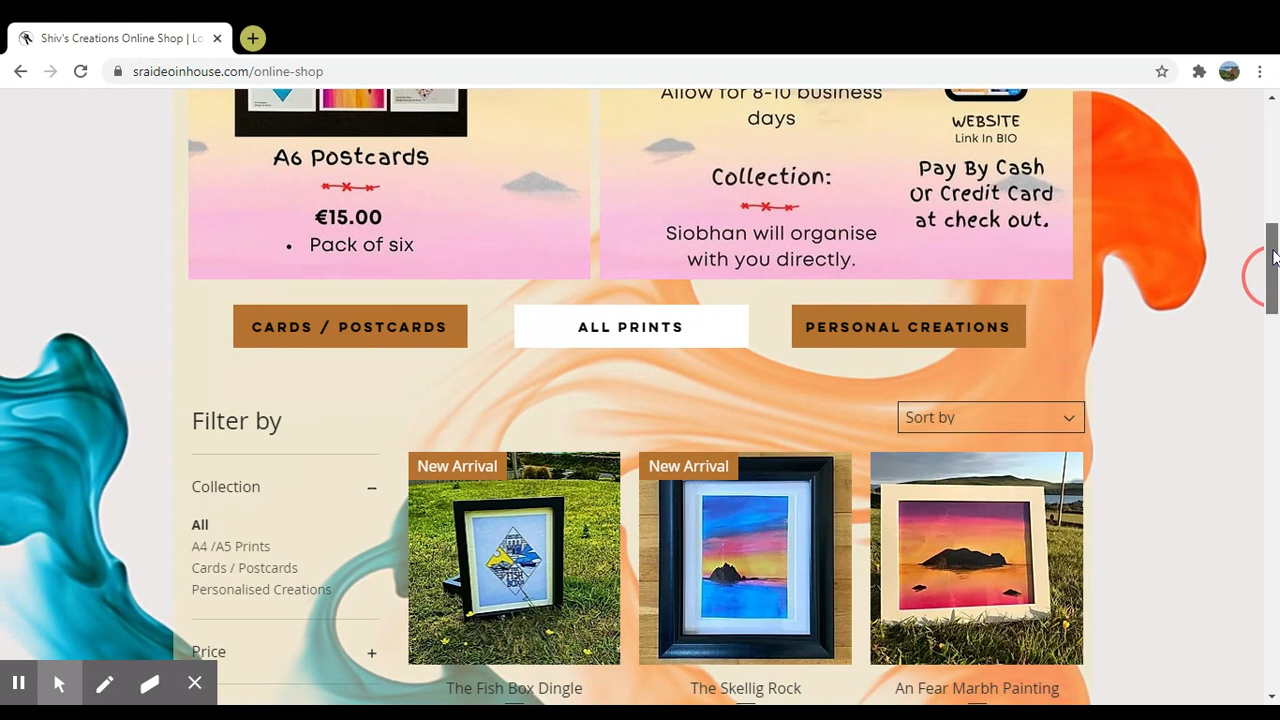 Shiv's Creations Online Shop | Lo
sraideoinhouse.com/online-shop
Allow for 8-10 business
days
WEBSITE
Link In BIO
A6 Postcards
€15.00
• Pack of six
Collection:
Siobhan will organise
with you directly.
Pay By Cash
Or Credit Card
at check out.
CARDS / POSTCARDS
ALL PRINTS
PERSONAL CREATIONS
Filter by
Sort by
Collection
All
A4 /A5 Prints
Cards / Postcards
Personalised Creations
Price
New Arrival
New Arrival
FISH
BOX
The Fish Box Dingle
The Skellig Rock
An Fear Marbh Painting